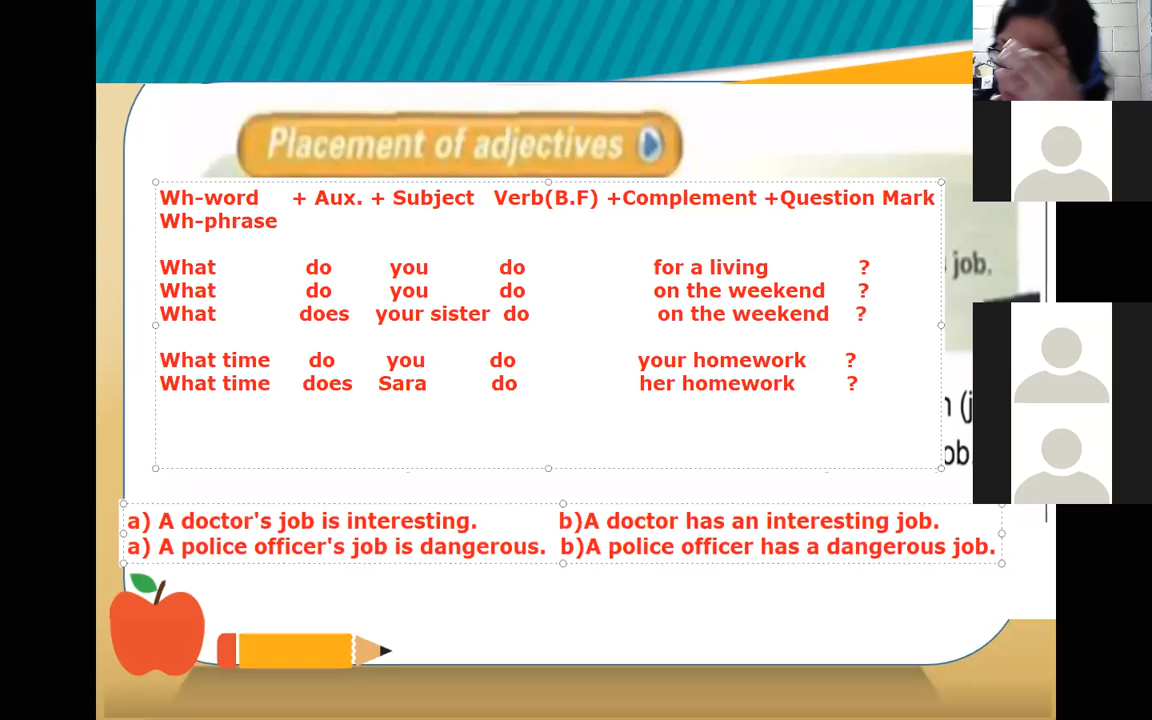 Placement of adjectives
Wh-word + Aux. + Subject Verb(B.F) +Complement +Question Mark
Wh-phrase
What do you do for a living ?
What do you do on the weekend ?
What does your sister do on the weekend ?
What time do you do your homework ?
What time does Sara do her homework ?
job.
ob.
a) A doctor's job is interesting. b)A doctor has an interesting job.
a) A police officer's job is dangerous. b)A police officer has a dangerous job.